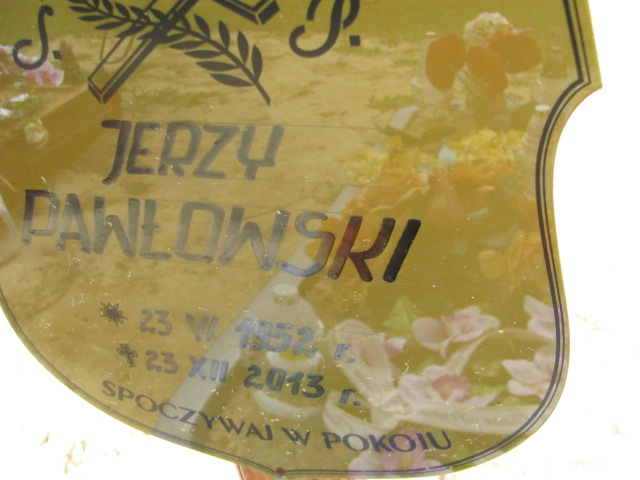 Ś. P.
JERZY
PAWŁOWSKI
* 23 VI 1952 r.
✝ 23 XII 2013 r.
SPOCZYWAJ W POKOJU